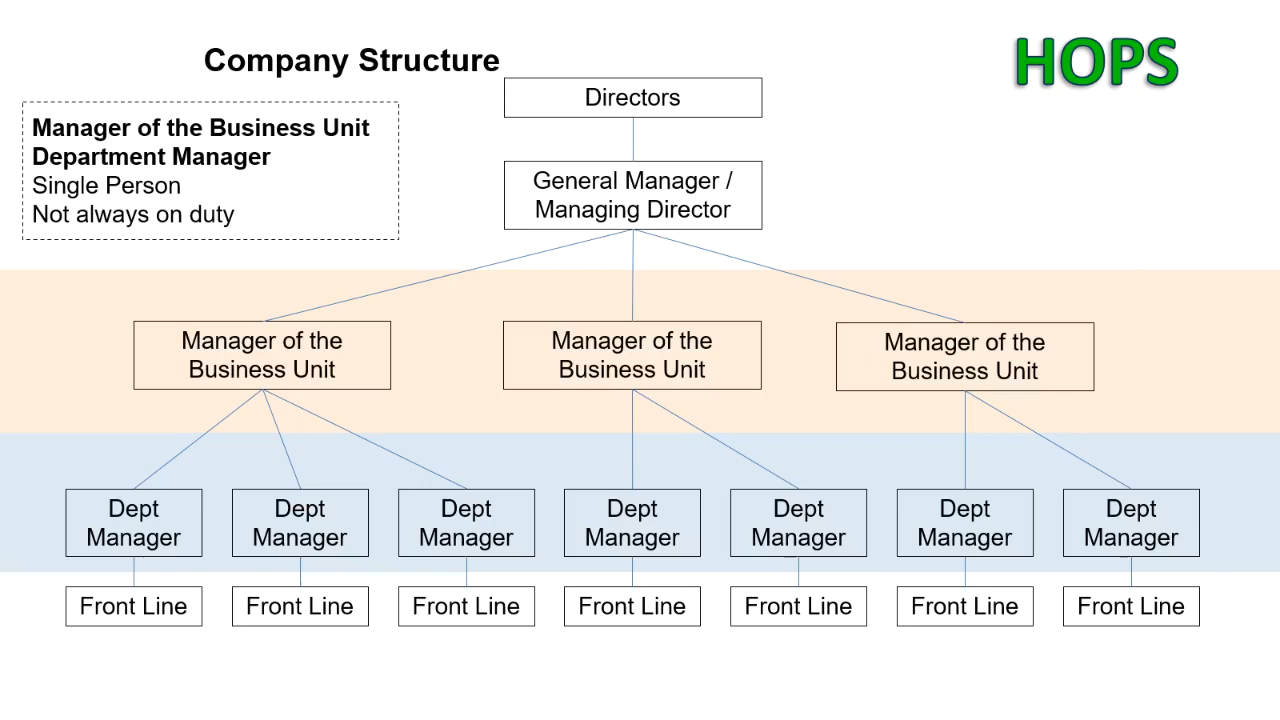 Company Structure
HOPS
Directors
Manager of the Business Unit
Department Manager
Single Person
Not always on duty
General Manager /
Managing Director
Manager of the
Business Unit
Manager of the
Business Unit
Manager of the
Business Unit
Dept
Manager
Dept
Manager
Dept
Manager
Dept
Manager
Dept
Manager
Dept
Manager
Dept
Manager
Front Line
Front Line
Front Line
Front Line
Front Line
Front Line
Front Line